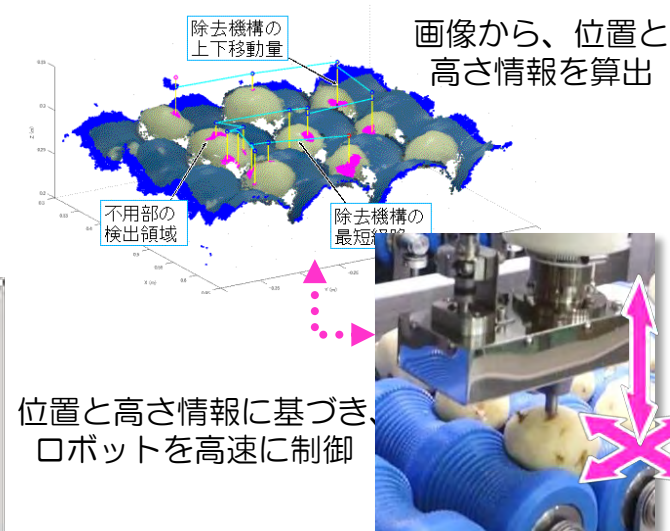 除去機構の
上下移動量
画像から、位置と
高さ情報を算出
Z (m)
不用部の
検出領域
除去機構の
X (m)
Y (m)
-0.25
位置と高さ情報に基づき、
ロボットを高速に制御